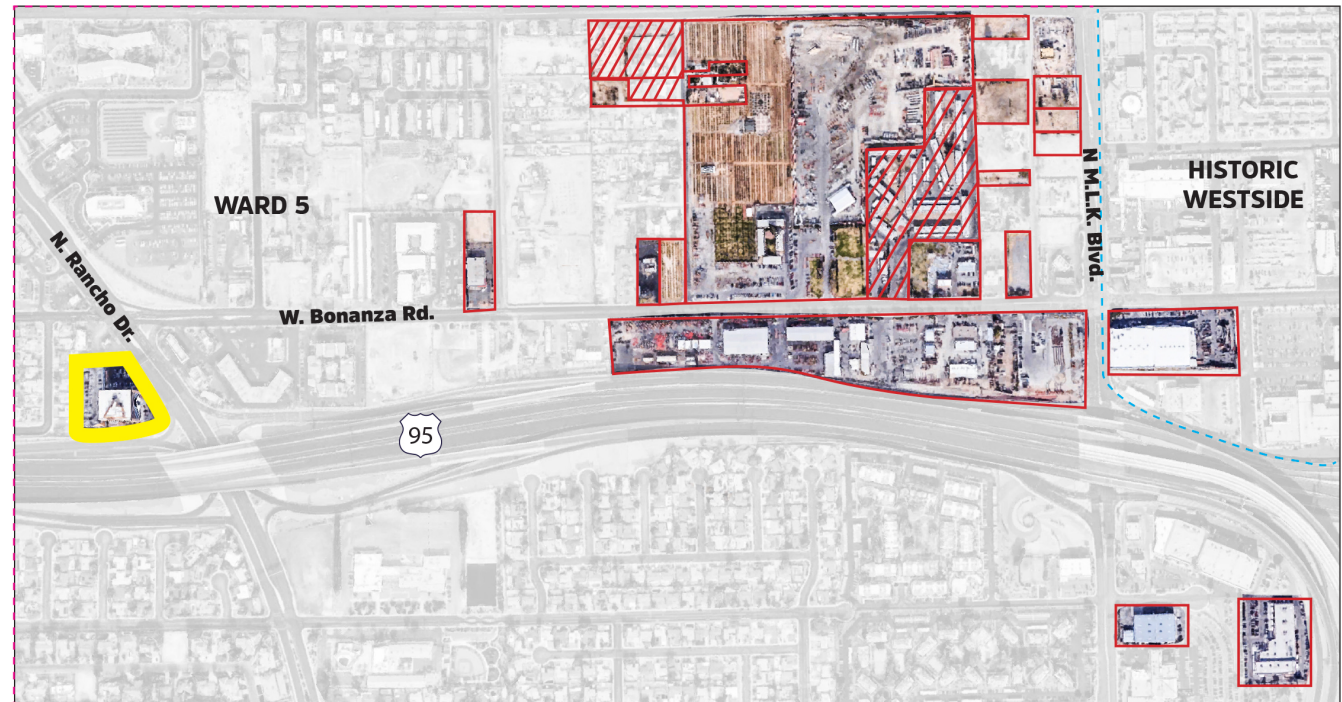 HISTORIC
WESTSIDE
WARD 5
N M.L.K. Blvd.
N. Rancho Dr.
W. Bonanza Rd.
95